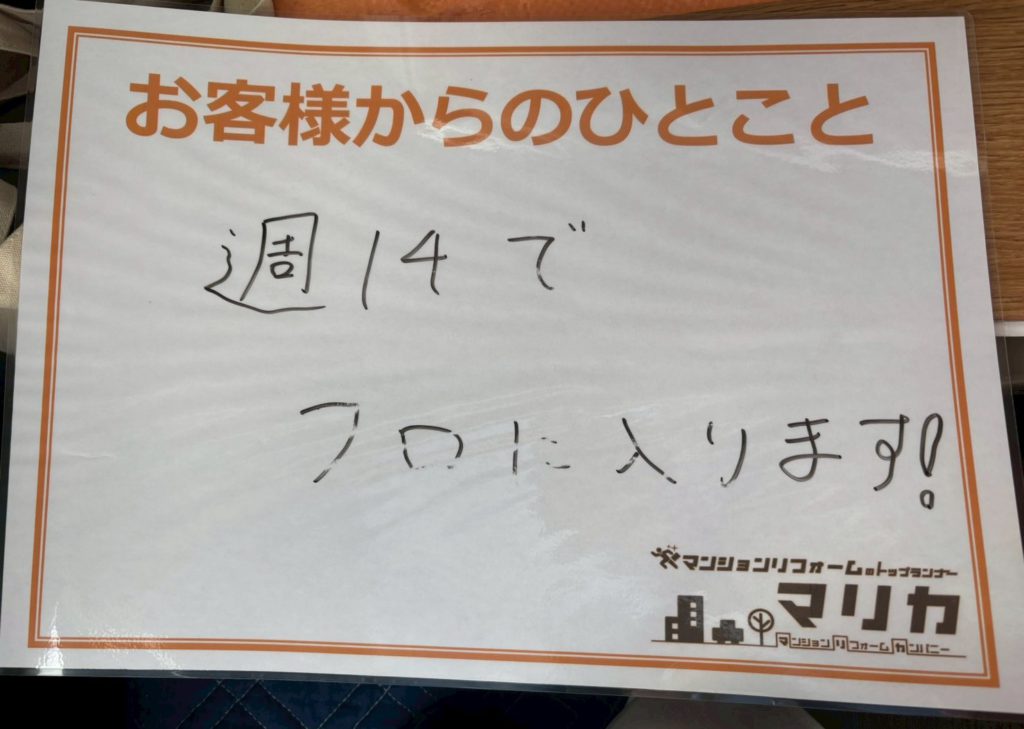 お客様からのひとこと
週14で
フロに入ります!
マンションリフォームのトップランナー
マリカ
マンションリフォームカンパニー